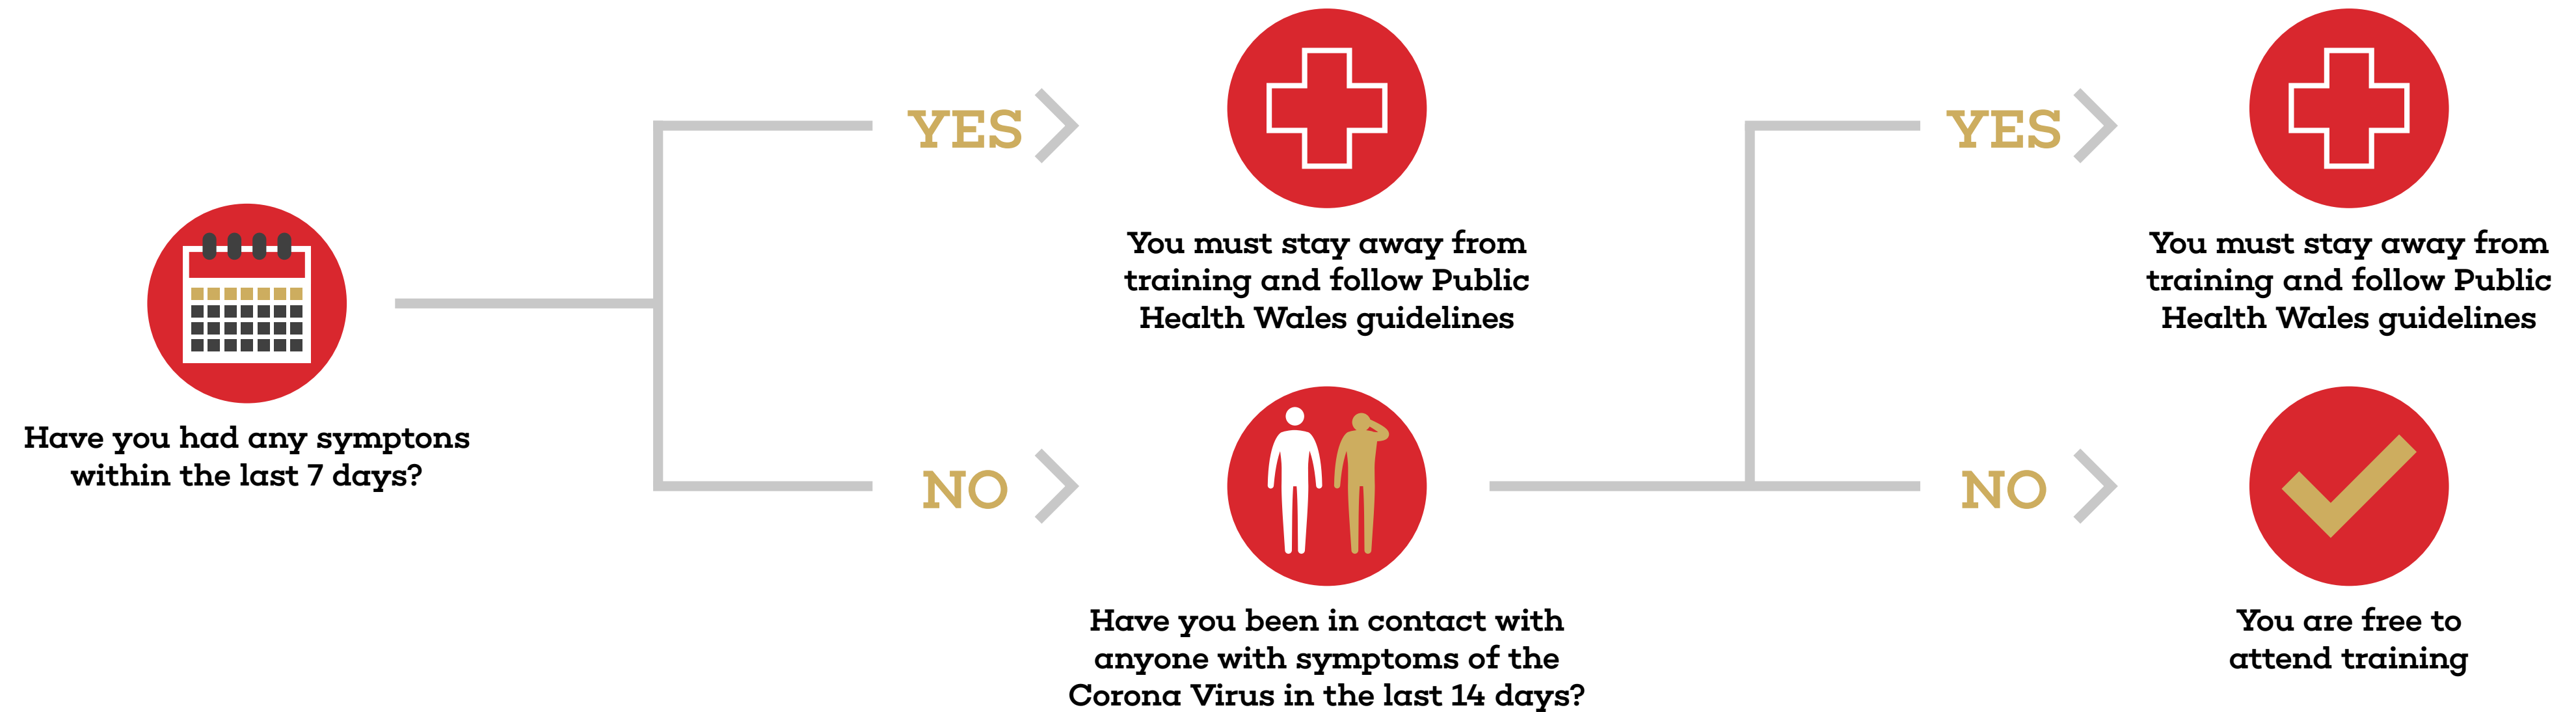 Have you had any symptons
within the last 7 days?
YES
You must stay away from
training and follow Public
Health Wales guidelines
NO
Have you been in contact with
anyone with symptoms of the
Corona Virus in the last 14 days?
YES
You must stay away from
training and follow Public
Health Wales guidelines
NO
You are free to
attend training